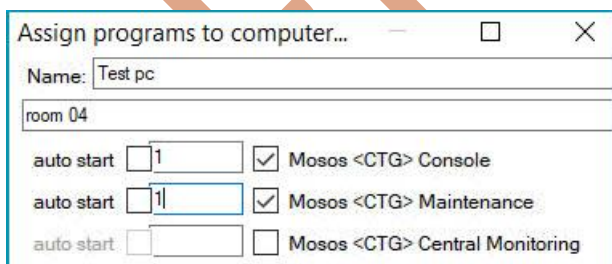 Assign programs to computer...
Name: Test pc
room 04
auto start 1 Mosos <CTG> Console
auto start 1 Mosos <CTG> Maintenance
auto start Mosos <CTG> Central Monitoring